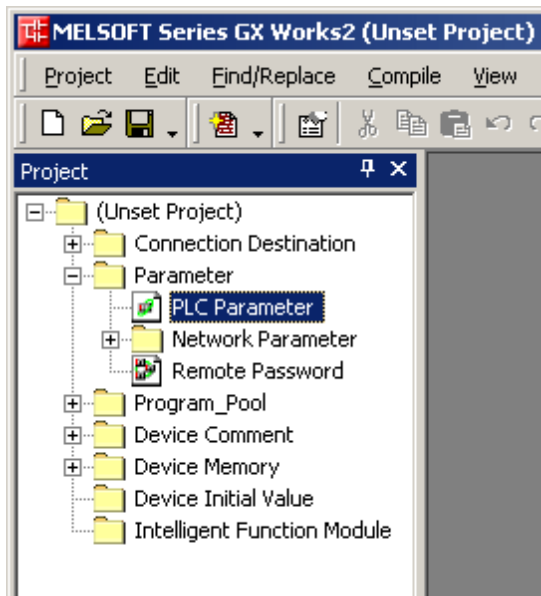 MELSOFT Series GX Works2 (Unset Project)
Project Edit Find/Replace Compile View
Project
(Unset Project)
Connection Destination
Parameter
PLC Parameter
Network Parameter
Remote Password
Program_Pool
Device Comment
Device Memory
Device Initial Value
Intelligent Function Module